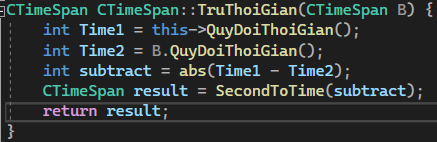 CTimeSpan CTimeSpan::TruThoiGian(CTimeSpan B) {
    int Time1 = this->QuyDoiThoiGian();
    int Time2 = B.QuyDoiThoiGian();
    int subtract = abs(Time1 - Time2);
    CTimeSpan result = SecondToTime(subtract);
    return result;
}